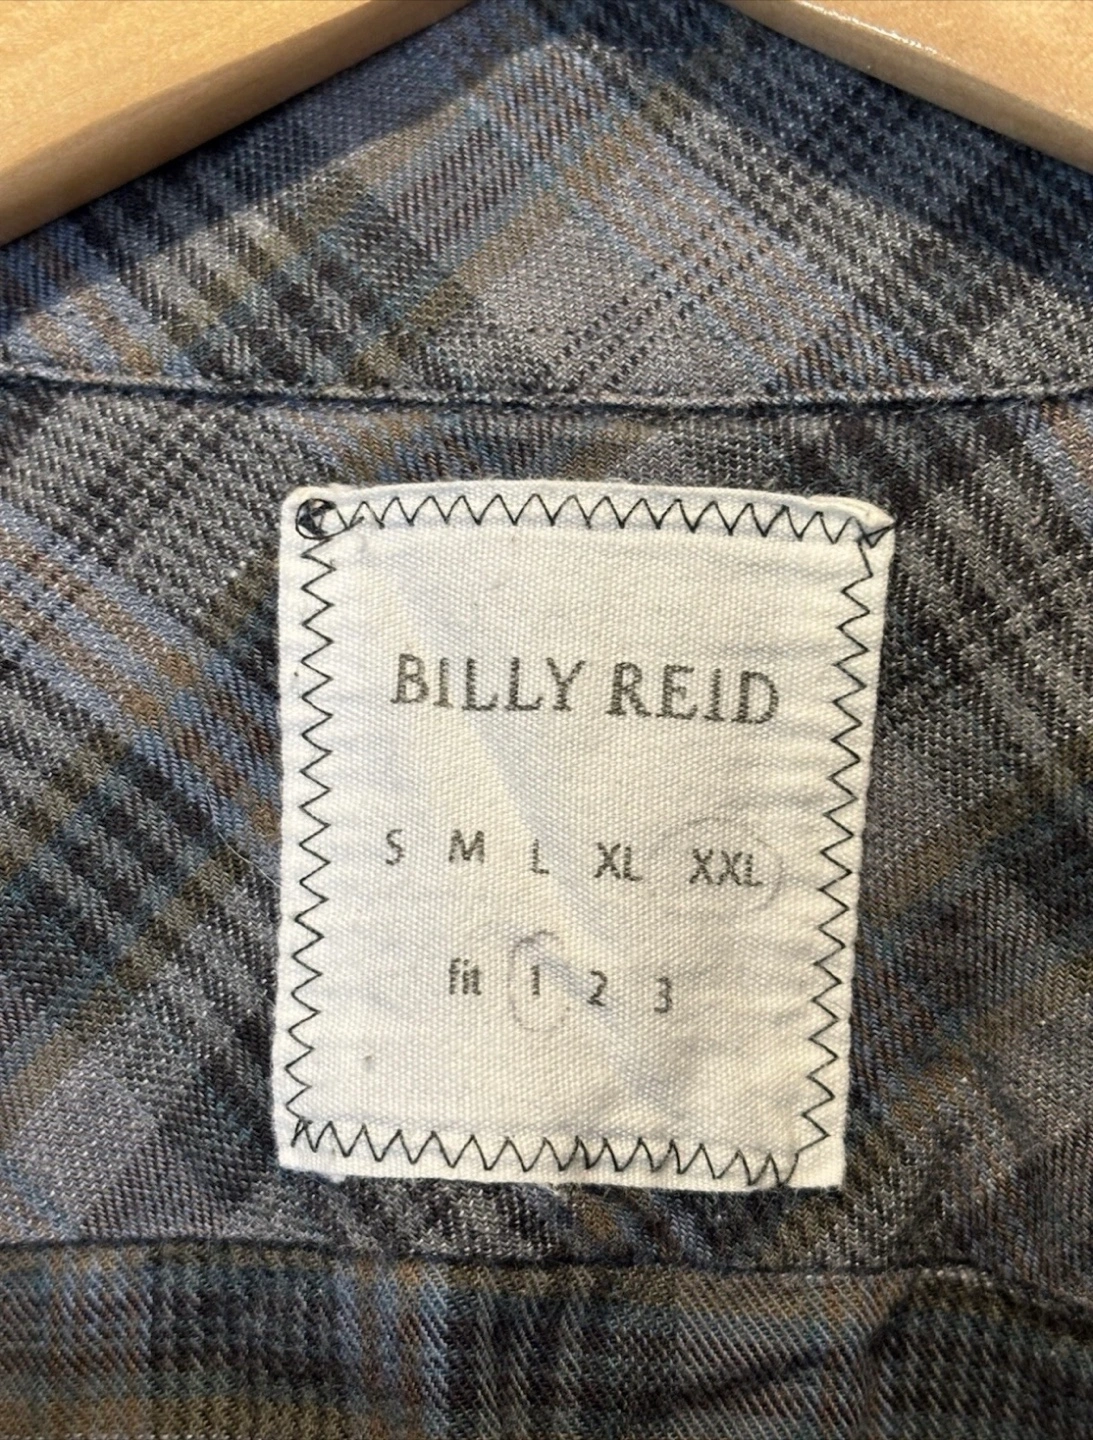 BILLY REID
S M L XL XXL
fit 1 2 3